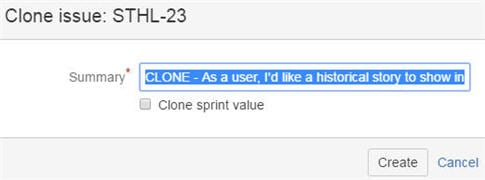 Clone issue: STHL-23
Summary* CLONE - As a user, I'd like a historical story to show in
Clone sprint value
Create Cancel